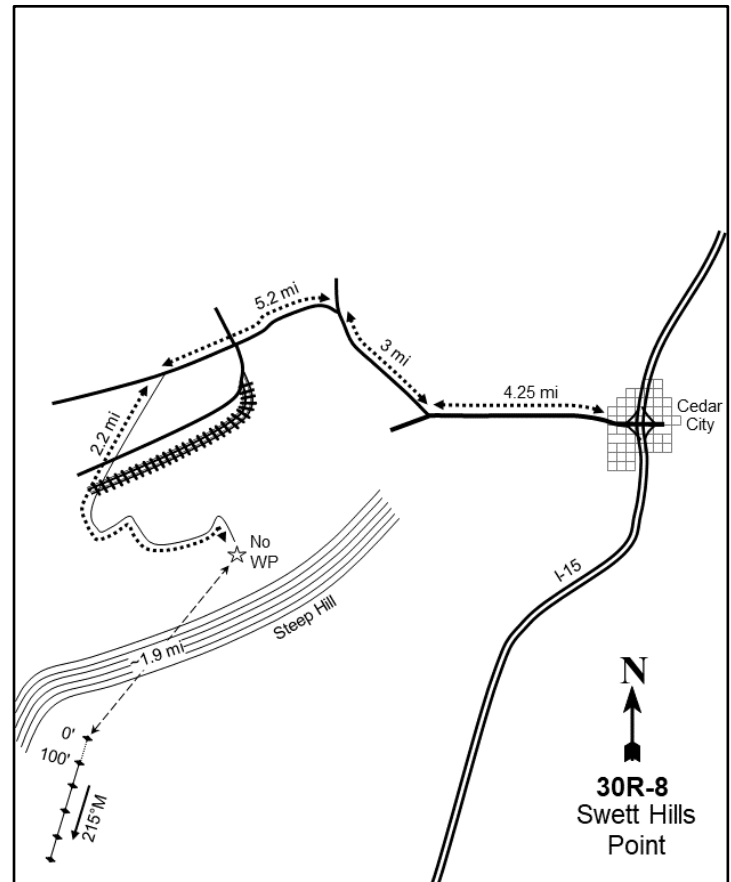 5.2 mi
3 mi
4.25 mi
Cedar
City
2.2 mi
No
WP
I-15
Steep Hill
~1.9 mi
0'
100'
215°M
N
30R-8
Swett Hills
Point